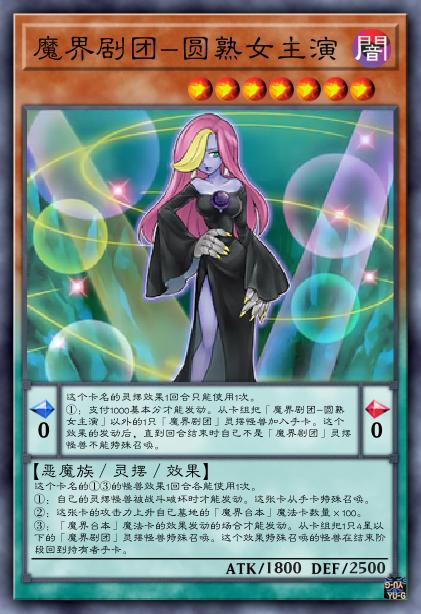 魔界剧团-圆熟女主演
闇
这个卡名的灵摆效果1回合只能使用1次。
①：支付1000基本分才能发动。从卡组把「魔界剧团-圆熟
女主演」以外的1只「魔界剧团」灵摆怪兽加入手卡。这个
效果的发动后，直到回合结束时自己不是「魔界剧团」灵摆
怪兽不能特殊召唤。
0
0
【恶魔族／灵摆／效果】
这个卡名的①③的怪兽效果1回合各能使用1次。
①：自己的灵摆怪兽被战斗破坏时才能发动。这张卡从手卡特殊召唤。
②：这张卡的攻击力上升自己墓地的「魔界台本」魔法卡数量×100。
③：「魔界台本」魔法卡的效果发动的场合才能发动。从卡组把1只4星以
下的「魔界剧团」灵摆怪兽特殊召唤。这个效果特殊召唤的怪兽在结束阶
段回到持有者手卡。
ATK/1800 DEF/2500